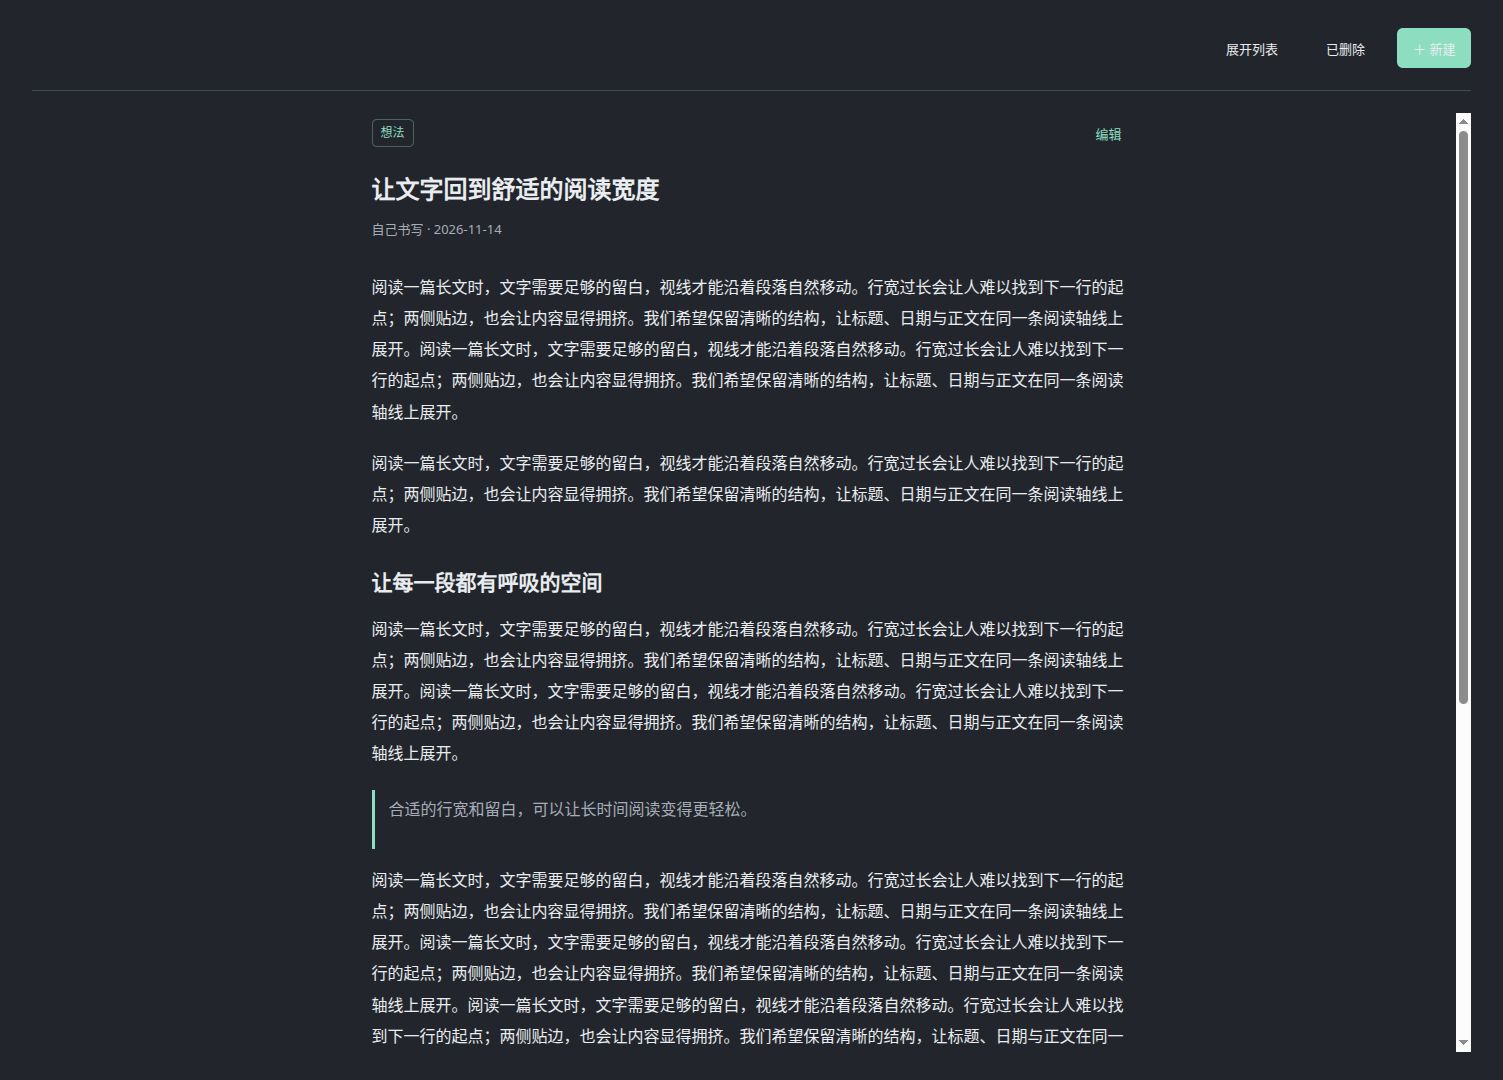 展开列表 已删除 ＋ 新建
想法 编辑
让文字回到舒适的阅读宽度
自己书写 · 2026-11-14
阅读一篇长文时，文字需要足够的留白，视线才能沿着段落自然移动。行宽过长会让人难以找到下一行的起
点；两侧贴边，也会让内容显得拥挤。我们希望保留清晰的结构，让标题、日期与正文在同一条阅读轴线上
展开。阅读一篇长文时，文字需要足够的留白，视线才能沿着段落自然移动。行宽过长会让人难以找到下一
行的起点；两侧贴边，也会让内容显得拥挤。我们希望保留清晰的结构，让标题、日期与正文在同一条阅读
轴线上展开。
阅读一篇长文时，文字需要足够的留白，视线才能沿着段落自然移动。行宽过长会让人难以找到下一行的起
点；两侧贴边，也会让内容显得拥挤。我们希望保留清晰的结构，让标题、日期与正文在同一条阅读轴线上
展开。
让每一段都有呼吸的空间
阅读一篇长文时，文字需要足够的留白，视线才能沿着段落自然移动。行宽过长会让人难以找到下一行的起
点；两侧贴边，也会让内容显得拥挤。我们希望保留清晰的结构，让标题、日期与正文在同一条阅读轴线上
展开。阅读一篇长文时，文字需要足够的留白，视线才能沿着段落自然移动。行宽过长会让人难以找到下一
行的起点；两侧贴边，也会让内容显得拥挤。我们希望保留清晰的结构，让标题、日期与正文在同一条阅读
轴线上展开。
合适的行宽和留白，可以让长时间阅读变得更轻松。
阅读一篇长文时，文字需要足够的留白，视线才能沿着段落自然移动。行宽过长会让人难以找到下一行的起
点；两侧贴边，也会让内容显得拥挤。我们希望保留清晰的结构，让标题、日期与正文在同一条阅读轴线上
展开。阅读一篇长文时，文字需要足够的留白，视线才能沿着段落自然移动。行宽过长会让人难以找到下一
行的起点；两侧贴边，也会让内容显得拥挤。我们希望保留清晰的结构，让标题、日期与正文在同一条阅读
轴线上展开。阅读一篇长文时，文字需要足够的留白，视线才能沿着段落自然移动。行宽过长会让人难以找
到下一行的起点；两侧贴边，也会让内容显得拥挤。我们希望保留清晰的结构，让标题、日期与正文在同一